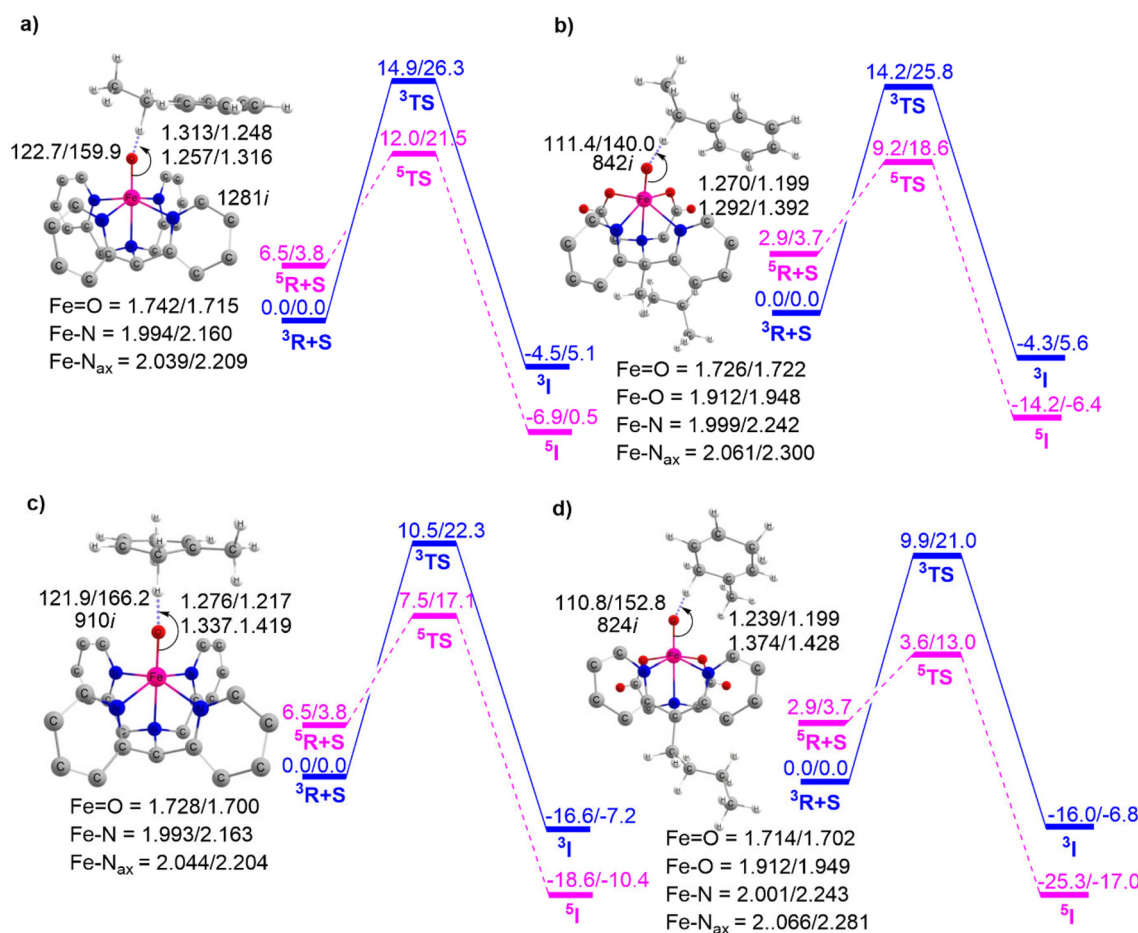 a)
14.9/26.3
³TS
1.313/1.248
1.257/1.316
12.0/21.5
⁵TS
122.7/159.9
1281i
6.5/3.8
⁵R+S
0.0/0.0
³R+S
Fe=O = 1.742/1.715
Fe-N = 1.994/2.160
Fe-Nax = 2.039/2.209
-4.5/5.1
³I
-6.9/0.5
⁵I
b)
14.2/25.8
³TS
111.4/140.0
842i
9.2/18.6
⁵TS
1.270/1.199
1.292/1.392
2.9/3.7
⁵R+S
0.0/0.0
³R+S
-4.3/5.6
³I
Fe=O = 1.726/1.722
Fe-O = 1.912/1.948
Fe-N = 1.999/2.242
Fe-Nax = 2.061/2.300
-14.2/-6.4
⁵I
c)
10.5/22.3
³TS
121.9/166.2
910i
1.276/1.217
1.337.1.419
7.5/17.1
⁵TS
6.5/3.8
⁵R+S
0.0/0.0
³R+S
Fe=O = 1.728/1.700
Fe-N = 1.993/2.163
Fe-Nax = 2.044/2.204
-16.6/-7.2
³I
-18.6/-10.4
⁵I
d)
9.9/21.0
³TS
110.8/152.8
824i
1.239/1.199
1.374/1.428
3.6/13.0
⁵TS
2.9/3.7
⁵R+S
0.0/0.0
³R+S
-16.0/-6.8
³I
Fe=O = 1.714/1.702
Fe-O = 1.912/1.949
Fe-N = 2.001/2.243
Fe-Nax = 2..066/2.281
-25.3/-17.0
⁵I